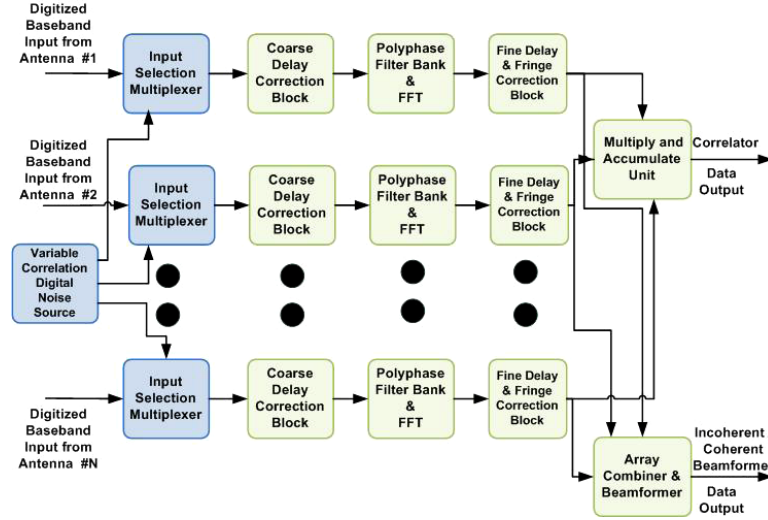 Digitized
Baseband
Input from
Antenna #1
Input
Selection
Multiplexer
Coarse
Delay
Correction
Block
Polyphase
Filter Bank
&
FFT
Fine Delay
& Fringe
Correction
Block
Digitized
Baseband
Input from
Antenna
#2
Input
Selection
Multiplexer
Coarse
Delay
Correction
Block
Polyphase
Filter Bank
&
FFT
Fine Delay
& Fringe
Correction
Block
Multiply and
Accumulate
Unit
Correlator
Data
Output
Variable
Correlation
Digital
Noise
Source
Input
Selection
Multiplexer
Coarse
Delay
Correction
Block
Polyphase
Filter Bank
&
FFT
Fine Delay
& Fringe
Correction
Block
Digitized
Baseband
Input from
Antenna #N
Array
Combiner &
Beamformer
Incoherent /
Coherent
Beamforme
Data
Output